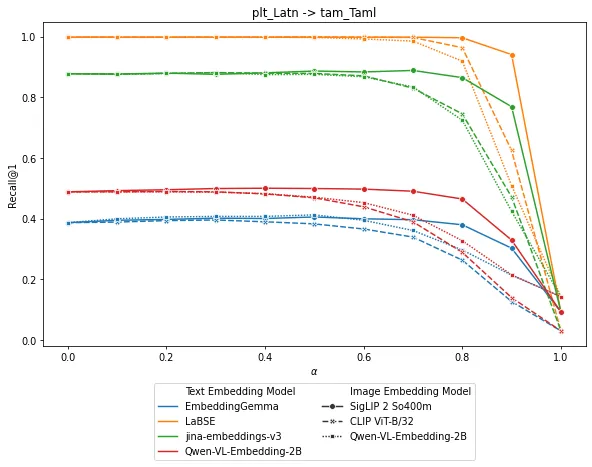 plt_Latn -> tam_Taml
Recall@1
1.0
0.8
0.6
0.4
0.2
0.0
0.0 0.2 0.4 0.6 0.8 1.0
α
Text Embedding Model
EmbeddingGemma
LaBSE
jina-embeddings-v3
Qwen-VL-Embedding-2B
Image Embedding Model
SigLIP 2 So400m
CLIP ViT-B/32
Qwen-VL-Embedding-2B